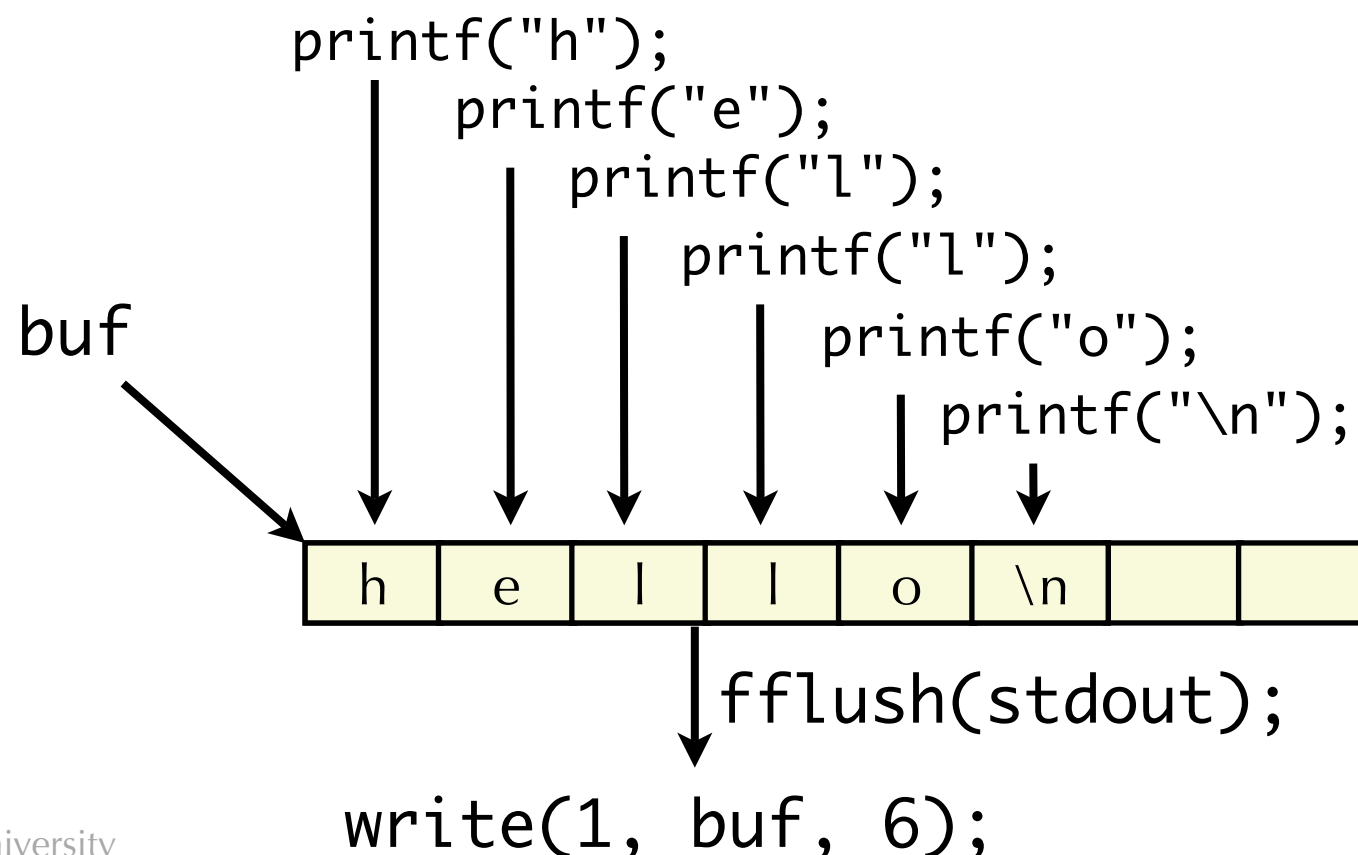 printf("h");
printf("e");
printf("l");
printf("l");
buf
printf("o");
printf("\n");
h e l l o \n
fflush(stdout);
write(1, buf, 6);